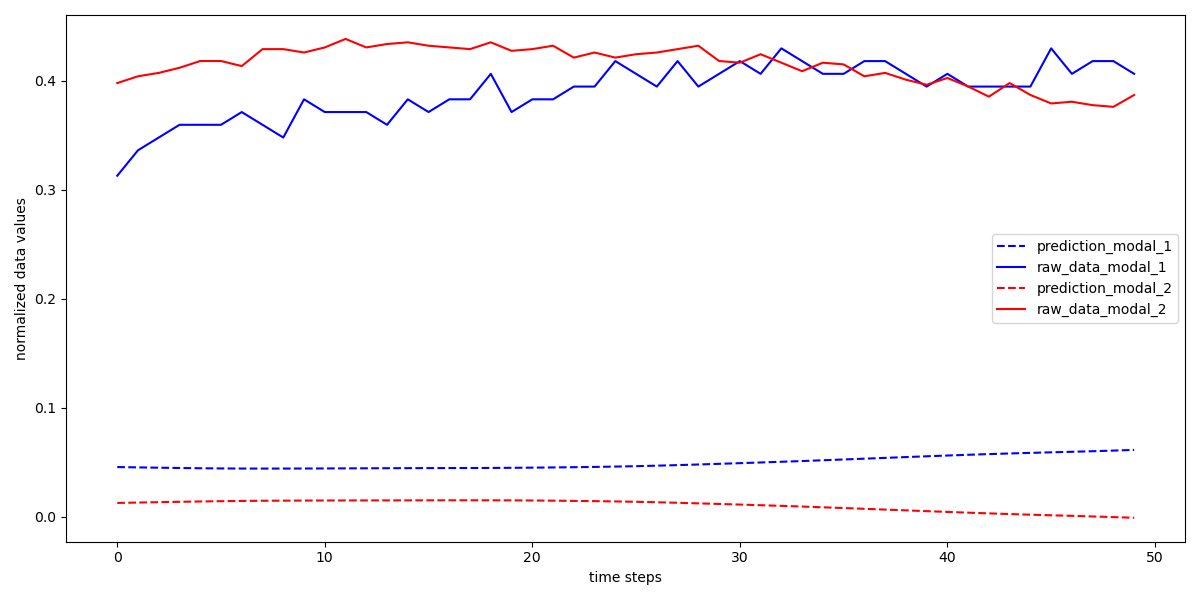 normalized data values
0.4
0.3
0.2
0.1
0.0
0
10
20
30
40
50
time steps
prediction_modal_1
raw_data_modal_1
prediction_modal_2
raw_data_modal_2